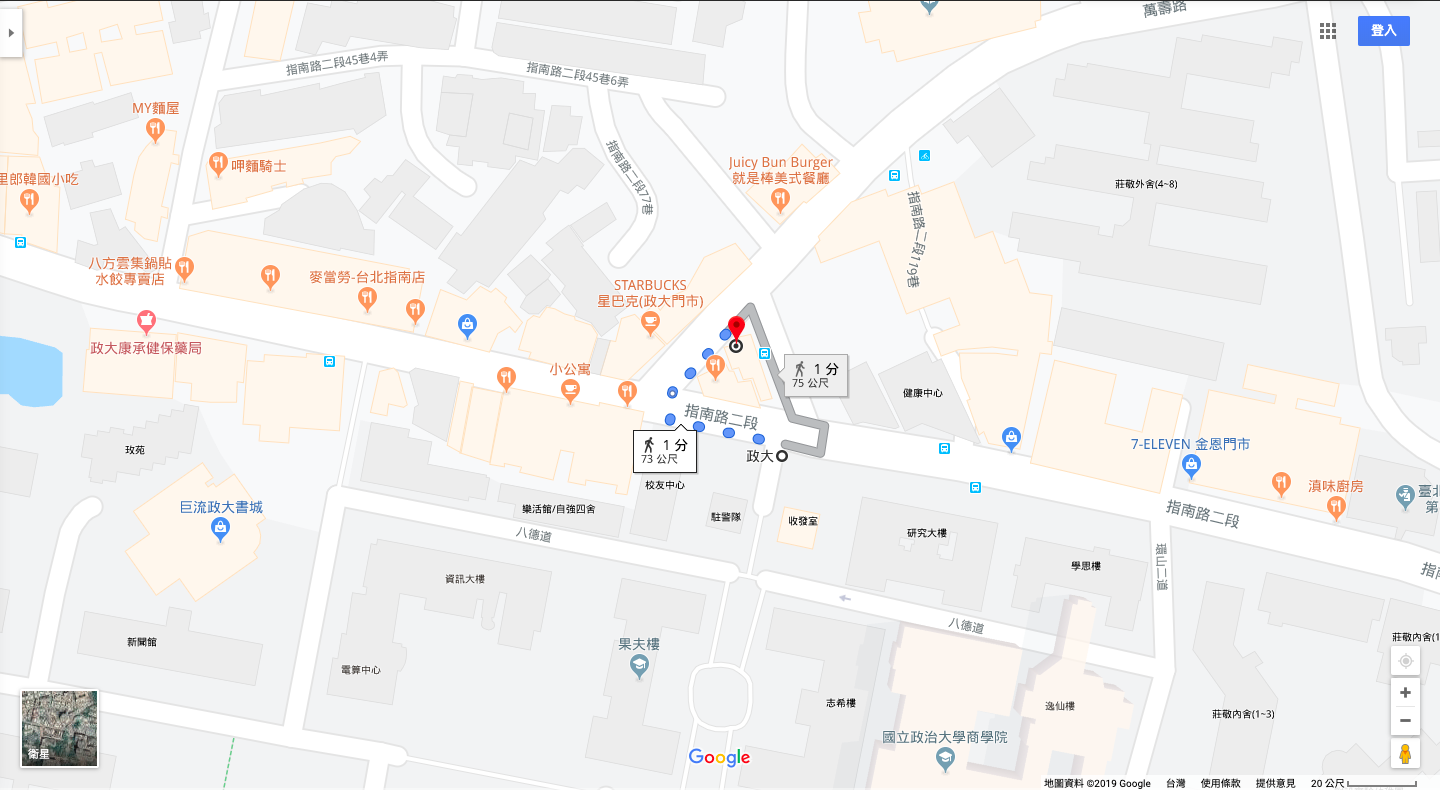 萬壽路
登入
指南路二段45巷4弄
指南路二段45巷6弄
MY麵屋
呷麵騎士
里郎韓國小吃
指南路二段77巷
Juicy Bun Burger
就是棒美式餐廳
莊敬外舍(4~8)
指南路二段119巷
八方雲集鍋貼
水餃專賣店
麥當勞-台北指南店
STARBUCKS
星巴克(政大門市)
政大康承健保藥局
小公寓
1 分
75 公尺
健康中心
指南路二段
1 分
73 公尺
政大
7-ELEVEN 金恩門市
玫苑
校友中心
滇味廚房
臺北
第
巨流政大書城
樂活館/自強四舍
駐警隊
收發室
指南路二段
八德道
研究大樓
學思樓
指南
資訊大樓
八德道
新聞館
果夫樓
莊敬內舍(1
電算中心
志希樓
逸仙樓
莊敬內舍(1~3)
國立政治大學商學院
衛星
Google
地圖資料 ©2019 Google
台灣
使用條款
提供意見
20 公尺